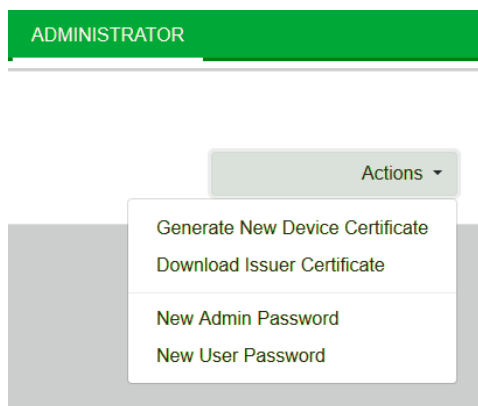 ADMINISTRATOR
Actions
Generate New Device Certificate
Download Issuer Certificate
New Admin Password
New User Password